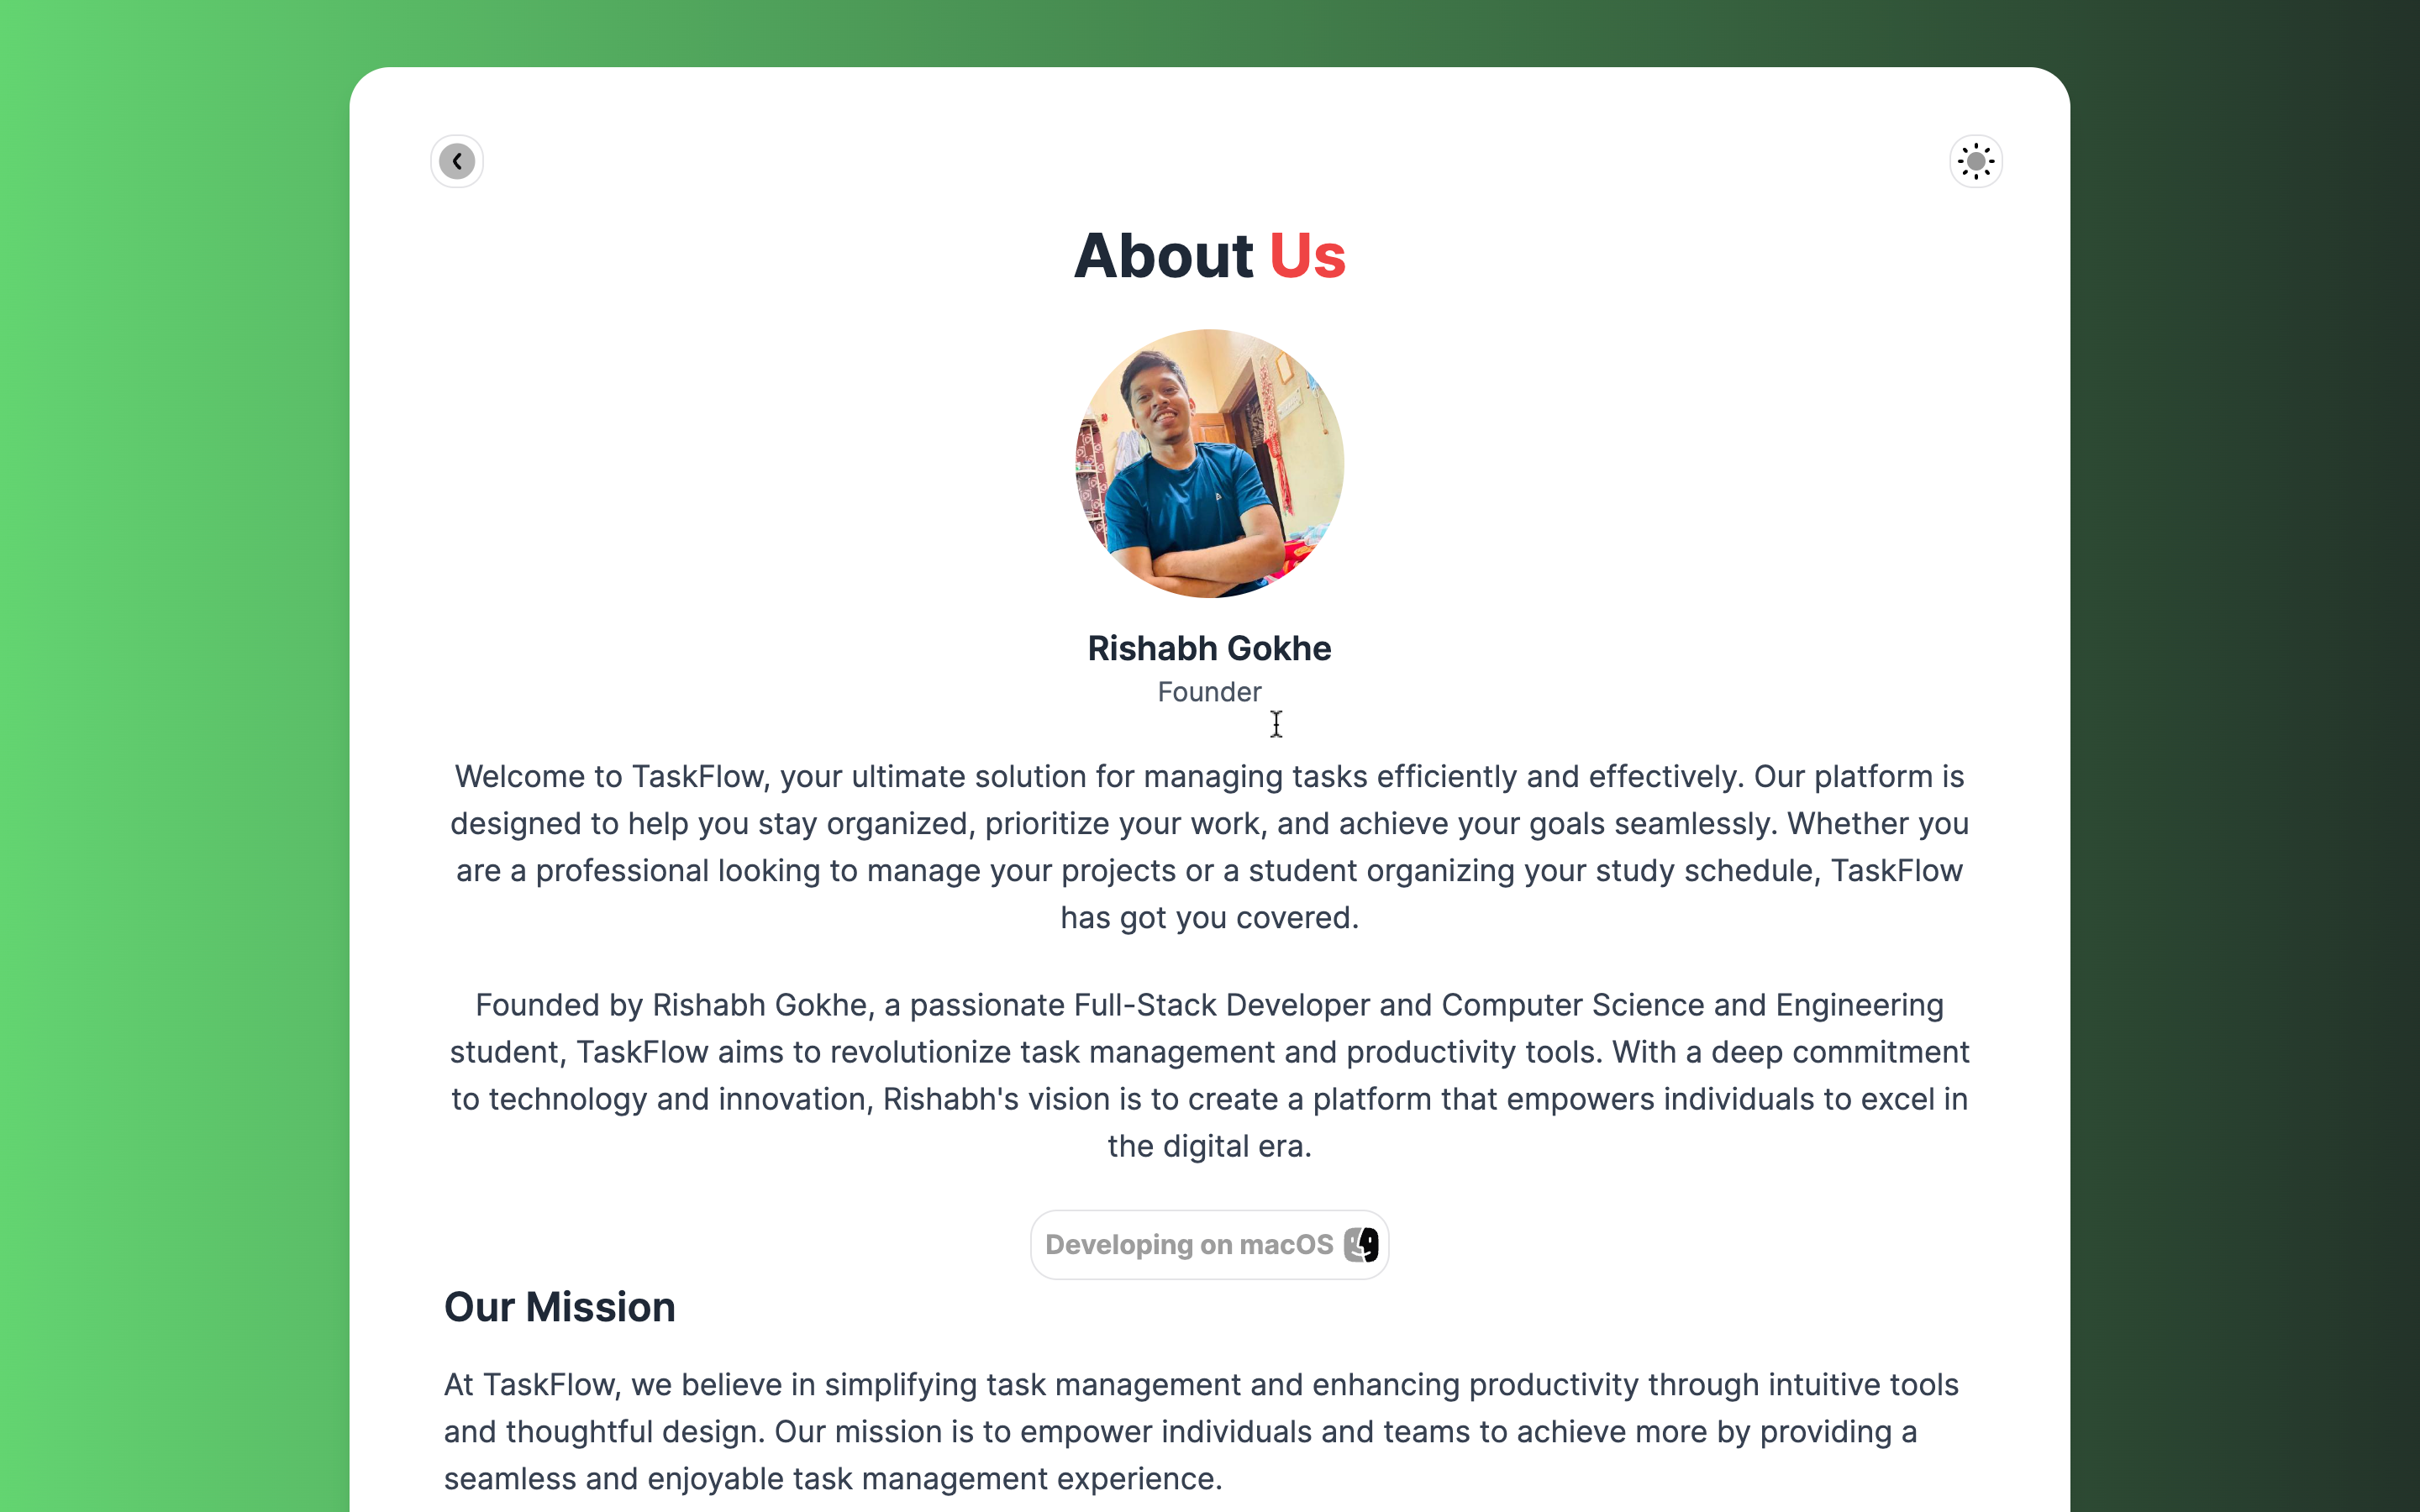 About Us
Rishabh Gokhe
Founder
Welcome to TaskFlow, your ultimate solution for managing tasks efficiently and effectively. Our platform is
designed to help you stay organized, prioritize your work, and achieve your goals seamlessly. Whether you
are a professional looking to manage your projects or a student organizing your study schedule, TaskFlow
has got you covered.
Founded by Rishabh Gokhe, a passionate Full-Stack Developer and Computer Science and Engineering
student, TaskFlow aims to revolutionize task management and productivity tools. With a deep commitment
to technology and innovation, Rishabh's vision is to create a platform that empowers individuals to excel in
the digital era.
Developing on macOS
Our Mission
At TaskFlow, we believe in simplifying task management and enhancing productivity through intuitive tools
and thoughtful design. Our mission is to empower individuals and teams to achieve more by providing a
seamless and enjoyable task management experience.